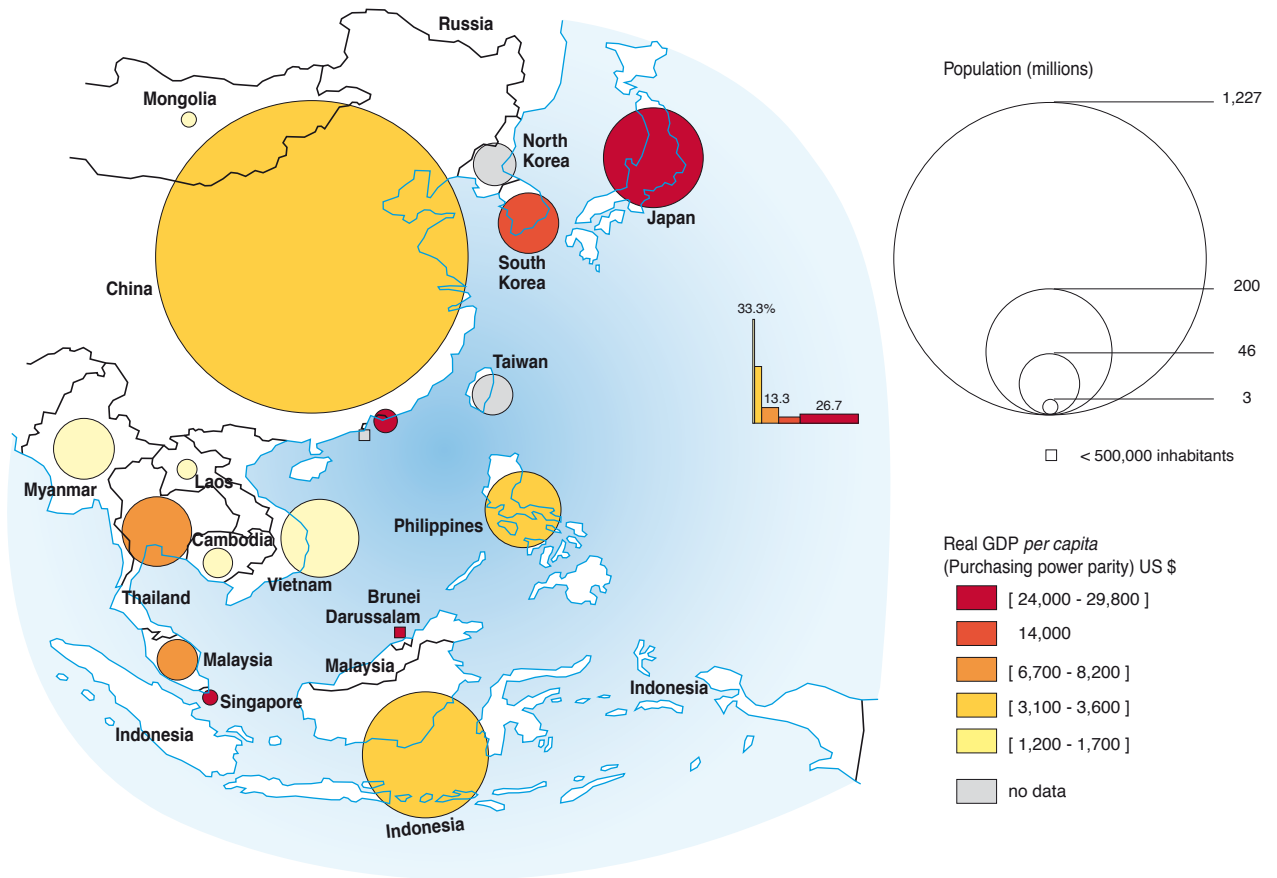 Russia
Mongolia
North
Korea
Japan
South
Korea
China
Taiwan
Myanmar
Laos
Cambodia
Thailand
Vietnam
Philippines
Brunei
Darussalam
Malaysia
Malaysia
Singapore
Indonesia
Indonesia
Indonesia
33.3%
13.3
26.7
Population (millions)
1,227
200
46
3
< 500,000 inhabitants
Real GDP per capita
(Purchasing power parity) US $
[ 24,000 - 29,800 ]
14,000
[ 6,700 - 8,200 ]
[ 3,100 - 3,600 ]
[ 1,200 - 1,700 ]
no data